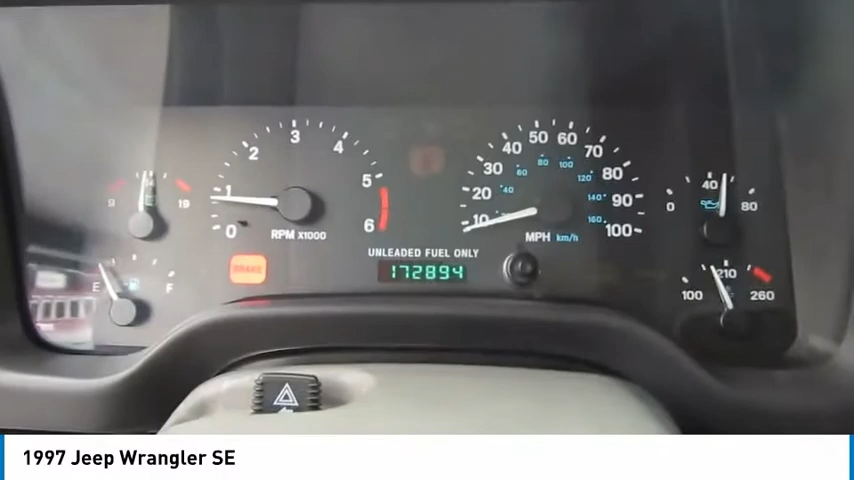 0 1 2 3 4 5 6
RPM X1000
10 20 30 40 50 60 70 80 90 100
40 60 80 100 120 140 160
MPH km/h
9 14 19
E F
BRAKE
UNLEADED FUEL ONLY
172894
0 40 80
100 210 260
1997 Jeep Wrangler SE